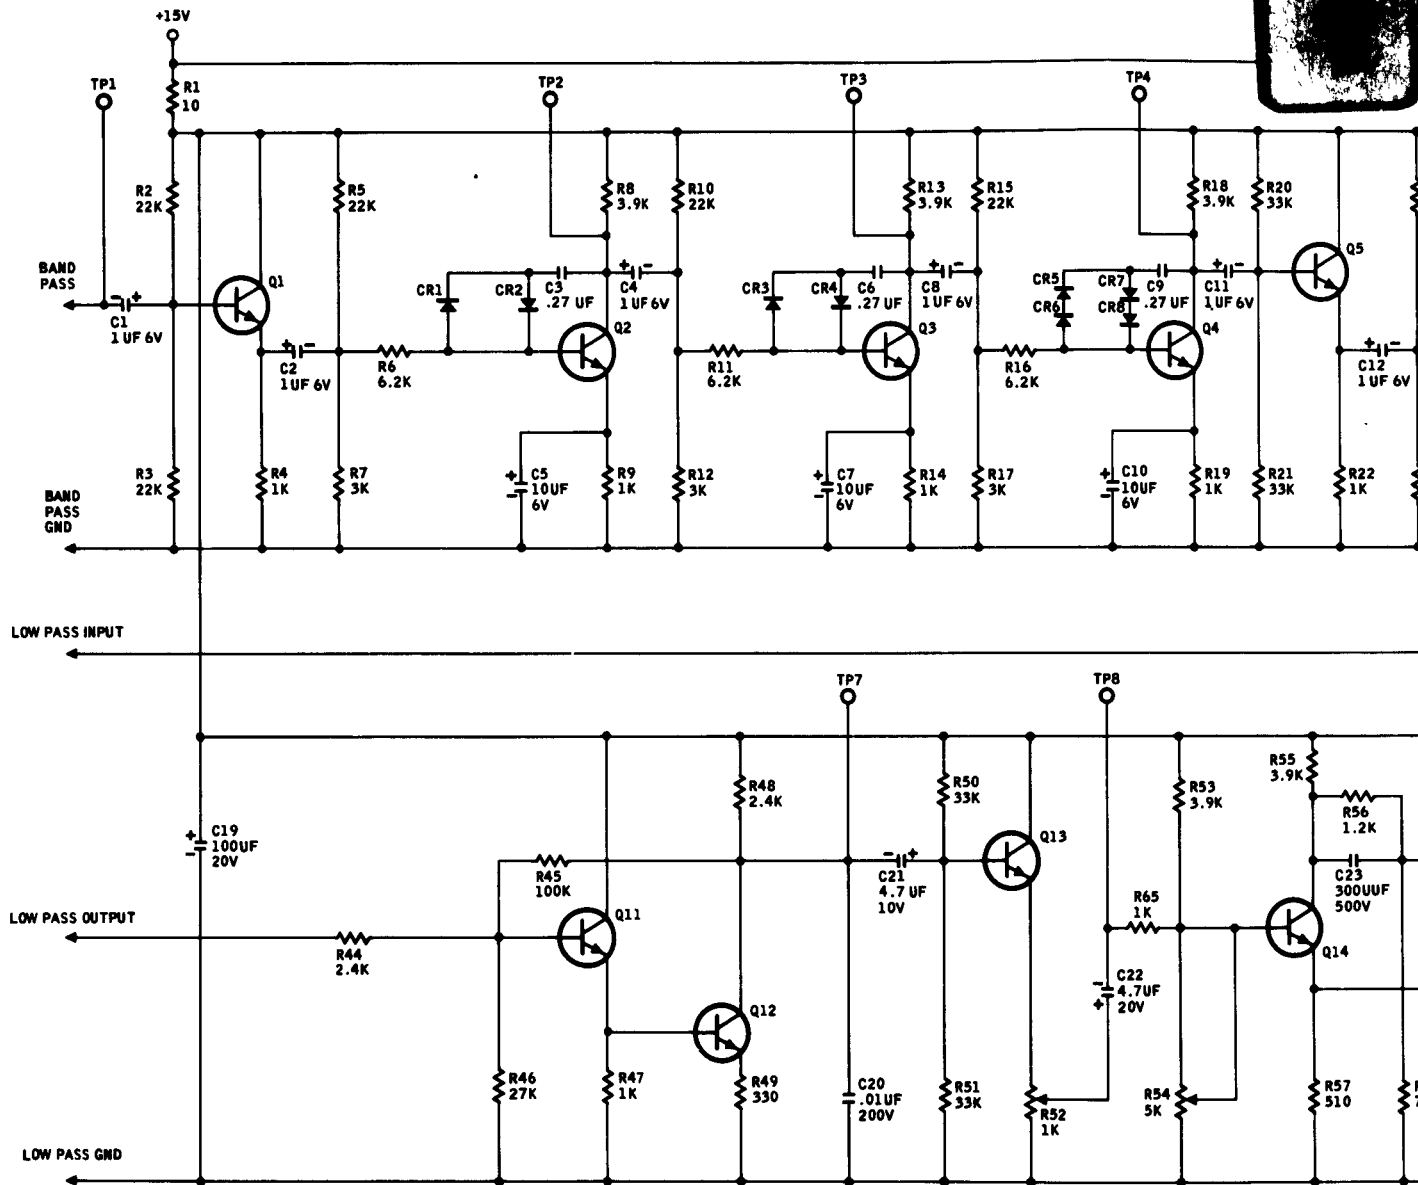 +15V
TP1
R1
10
TP2
TP3
TP4
R2
22K
R5
22K
R8
3.9K
R10
22K
R13
3.9K
R15
22K
R18
3.9K
R20
33K
Q5
BAND
PASS
- +
C1
1UF 6V
Q1
+ -
C2
1UF 6V
R6
6.2K
CR1
CR2
C3
.27 UF
+ -
C4
1UF 6V
Q2
R11
6.2K
CR3
CR4
C6
.27UF
+ -
C8
1UF 6V
Q3
R16
6.2K
CR5
CR6
CR7
CR8
C9
.27 UF
+ -
C11
1UF 6V
Q4
+ -
C12
1UF 6V
BAND
PASS
GND
R3
22K
R4
1K
R7
3K
+
-
C5
10UF
6V
R9
1K
R12
3K
+
-
C7
10UF
6V
R14
1K
R17
3K
+
-
C10
10UF
6V
R19
1K
R21
33K
R22
1K
LOW PASS INPUT
TP7
TP8
R48
2.4K
R50
33K
R53
3.9K
R55
3.9K
R56
1.2K
+
-
C19
100UF
20V
R45
100K
- +
C21
4.7 UF
10V
Q13
C23
300UUF
500V
LOW PASS OUTPUT
R44
2.4K
Q11
R65
1K
Q14
-
+
C22
4.7UF
20V
Q12
R46
27K
R47
1K
R49
330
C20
.01UF
200V
R51
33K
R52
1K
R54
5K
R57
510
7
LOW PASS GND